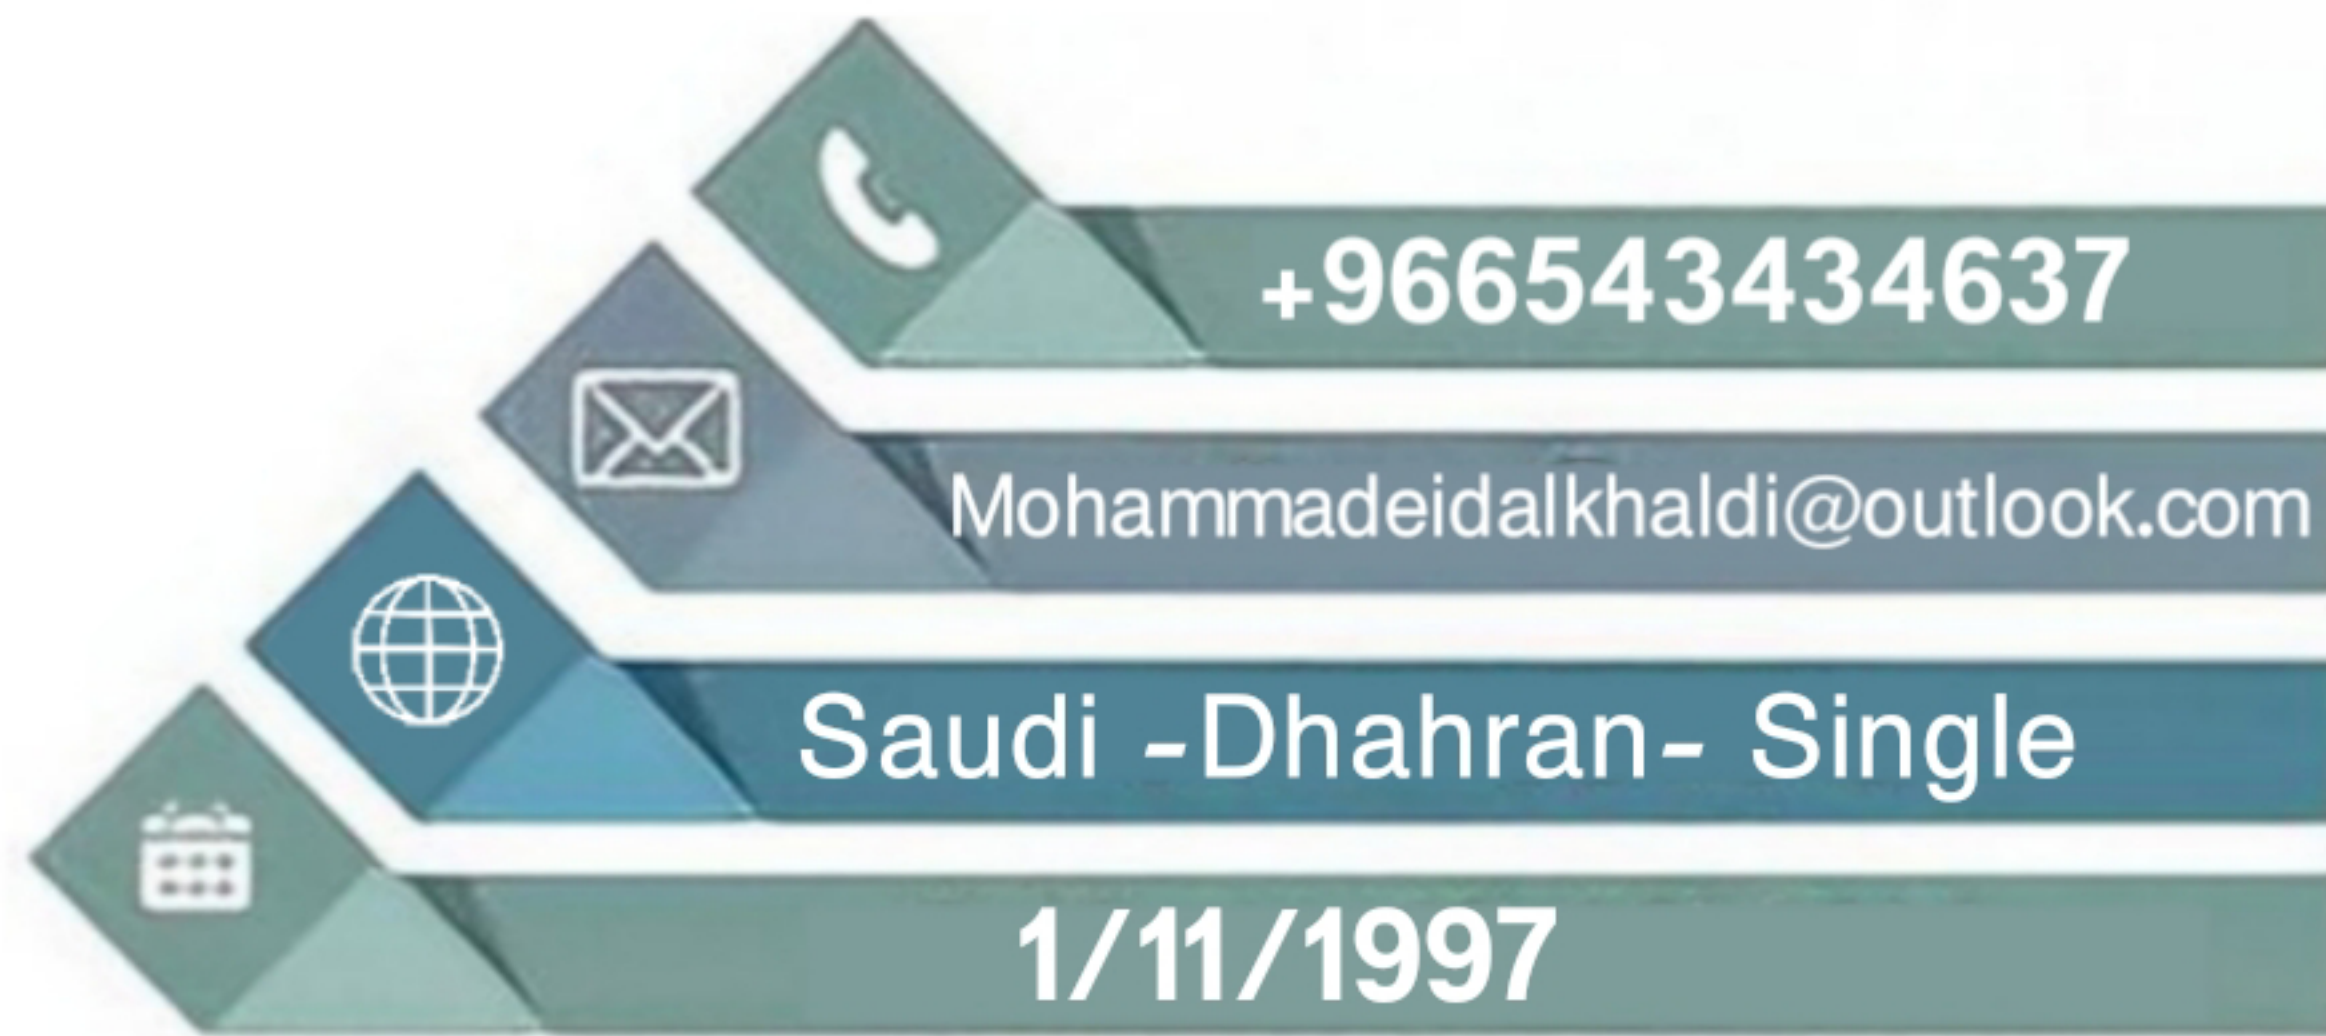 +966543434637
Mohammadeidalkhaldi@outlook.com
Saudi -Dhahran- Single
1/11/1997